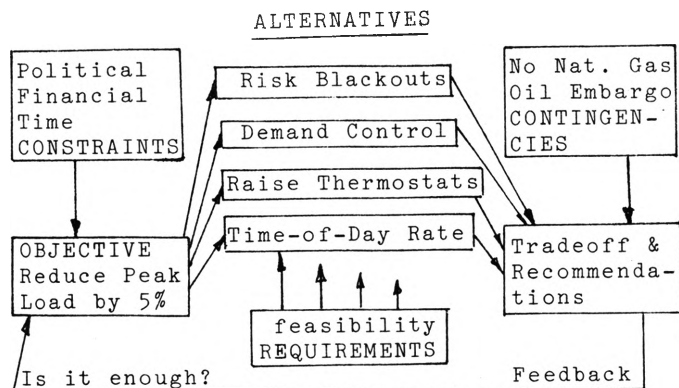 ALTERNATIVES
Political
Financial
Time
CONSTRAINTS
Risk Blackouts
Demand Control
Raise Thermostats
Time-of-Day Rate
No Nat. Gas
Oil Embargo
CONTINGEN-
CIES
OBJECTIVE
Reduce Peak
Load by 5%
feasibility
REQUIREMENTS
Tradeoff &
Recommenda-
tions
Is it enough?
Feedback